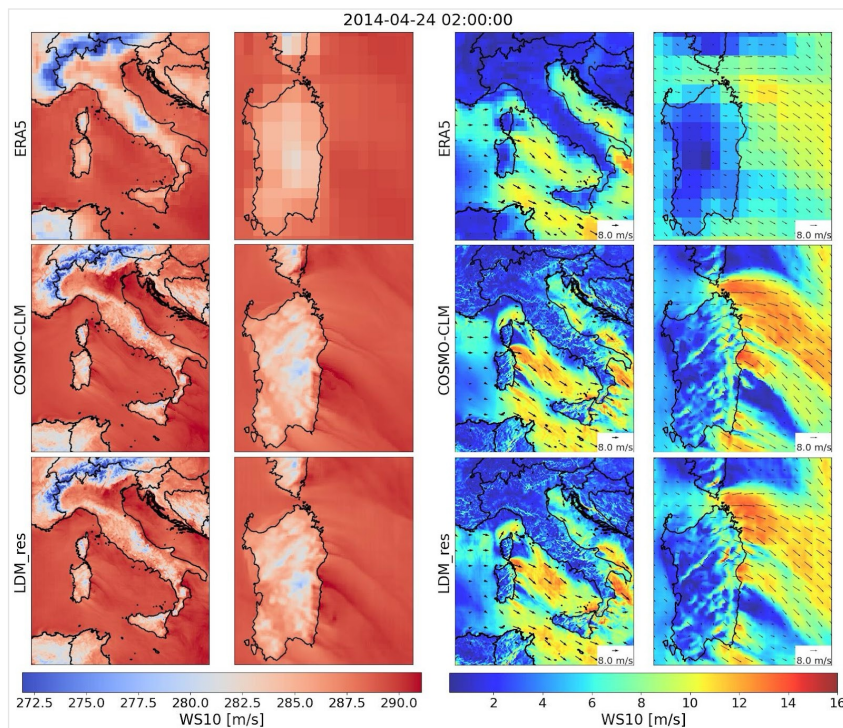 2014-04-24 02:00:00
ERA5
ERA5
8.0 m/s
8.0 m/s
COSMO-CLM
COSMO-CLM
8.0 m/s
8.0 m/s
LDM_res
LDM_res
8.0 m/s
8.0 m/s
272.5 275.0 277.5 280.0 282.5 285.0 287.5 290.0
2 4 6 8 10 12 14 16
WS10 [m/s]
WS10 [m/s]